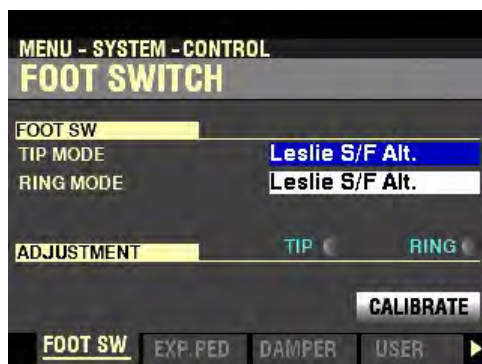 MENU - SYSTEM - CONTROL
FOOT SWITCH
FOOT SW
TIP MODE Leslie S/F Alt.
RING MODE Leslie S/F Alt.
ADJUSTMENT TIP RING
CALIBRATE
FOOT SW EXP.PED DAMPER USER